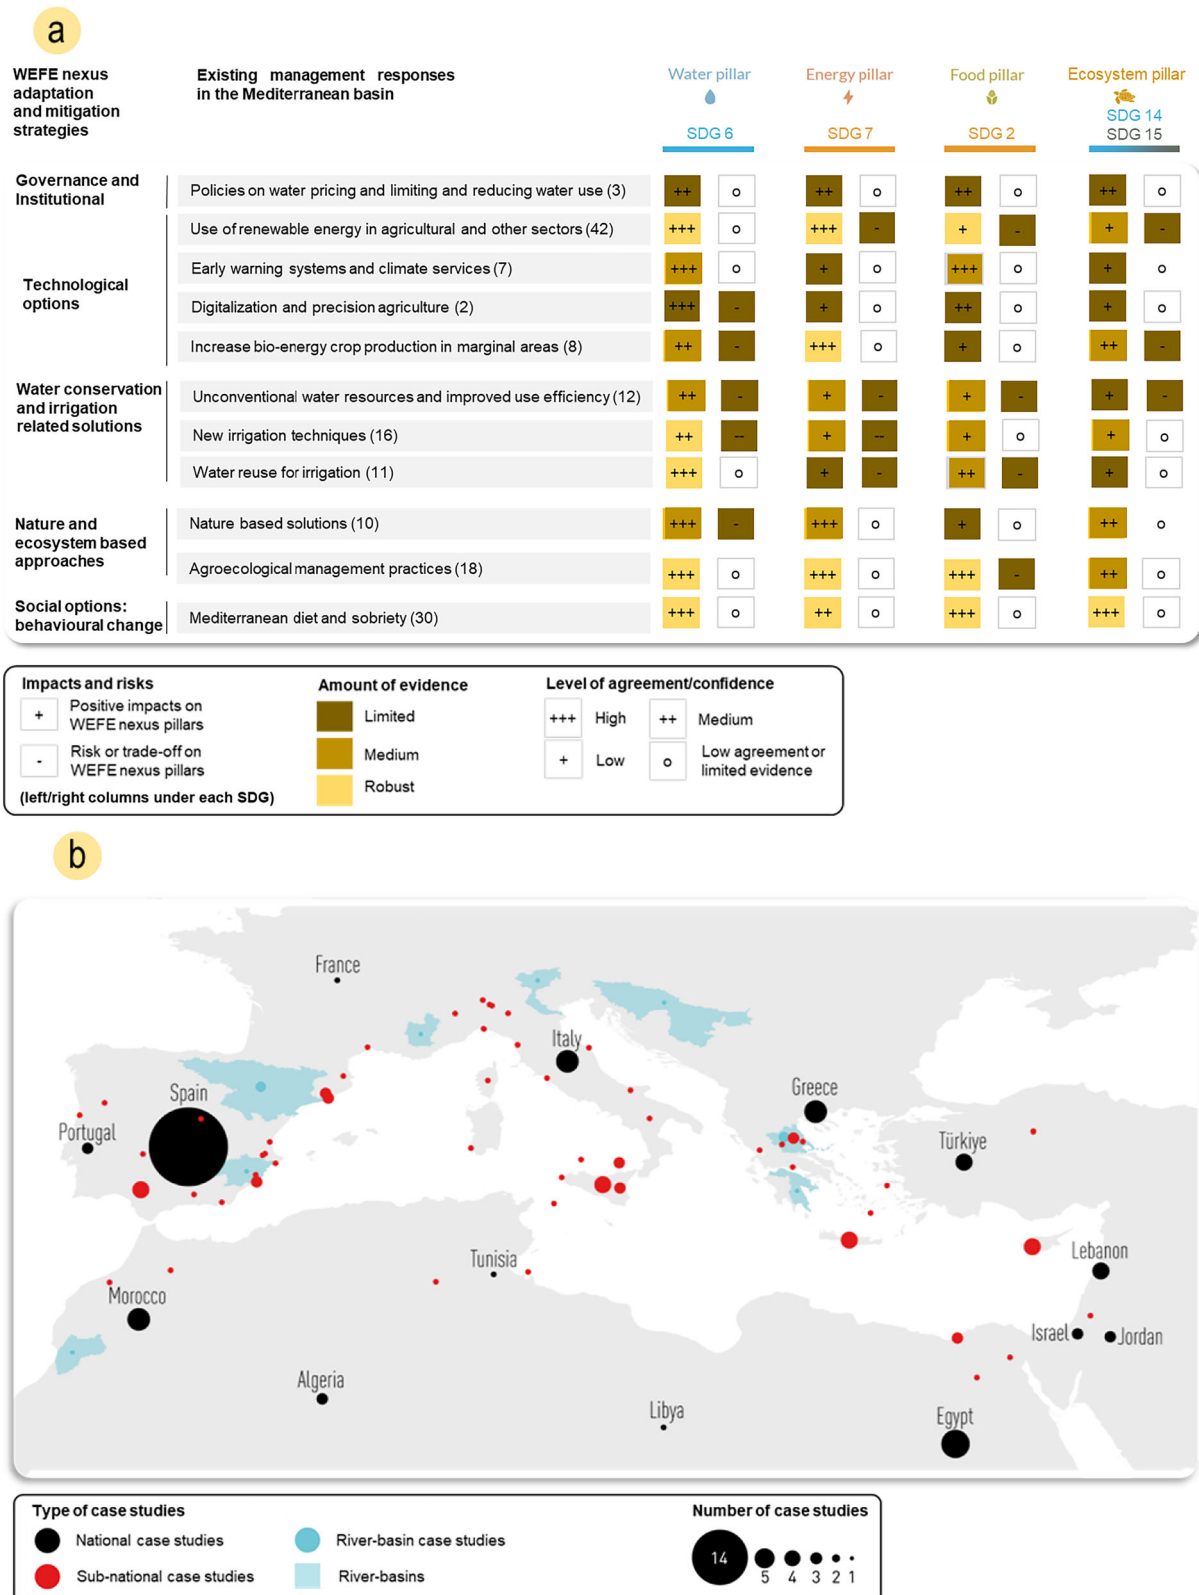 a
WEFE nexus
adaptation
and mitigation
strategies
Existing management responses
in the Mediterranean basin
Water pillar
Energy pillar
Food pillar
Ecosystem pillar
SDG 6
SDG 7
SDG 2
SDG 14
SDG 15
Governance and
Institutional
Policies on water pricing and limiting and reducing water use (3)
++ o ++ o ++ o ++ o
Technological
options
Use of renewable energy in agricultural and other sectors (42)
+++ o +++ - + - + -
Early warning systems and climate services (7)
+++ o + o +++ o + o
Digitalization and precision agriculture (2)
+++ - + o ++ o + o
Increase bio-energy crop production in marginal areas (8)
++ - +++ o + o ++ -
Water conservation
and irrigation
related solutions
Unconventional water resources and improved use efficiency (12)
++ - + - + - + -
New irrigation techniques (16)
++ -- + -- + o + o
Water reuse for irrigation (11)
+++ o + - ++ - + o
Nature and
ecosystem based
approaches
Nature based solutions (10)
+++ - +++ o + o ++ o
Agroecological management practices (18)
+++ o +++ o +++ - ++ o
Social options:
behavioural change
Mediterranean diet and sobriety (30)
+++ o ++ o +++ o +++ o
Impacts and risks
+ Positive impacts on
WEFE nexus pillars
- Risk or trade-off on
WEFE nexus pillars
(left/right columns under each SDG)
Amount of evidence
Limited
Medium
Robust
Level of agreement/confidence
+++ High
++ Medium
+ Low
o Low agreement or
limited evidence
b
France
Italy
Spain
Portugal
Greece
Türkiye
Tunisia
Lebanon
Morocco
Israel
Jordan
Algeria
Libya
Egypt
Type of case studies
National case studies
Sub-national case studies
River-basin case studies
River-basins
Number of case studies
14
5 4 3 2 1